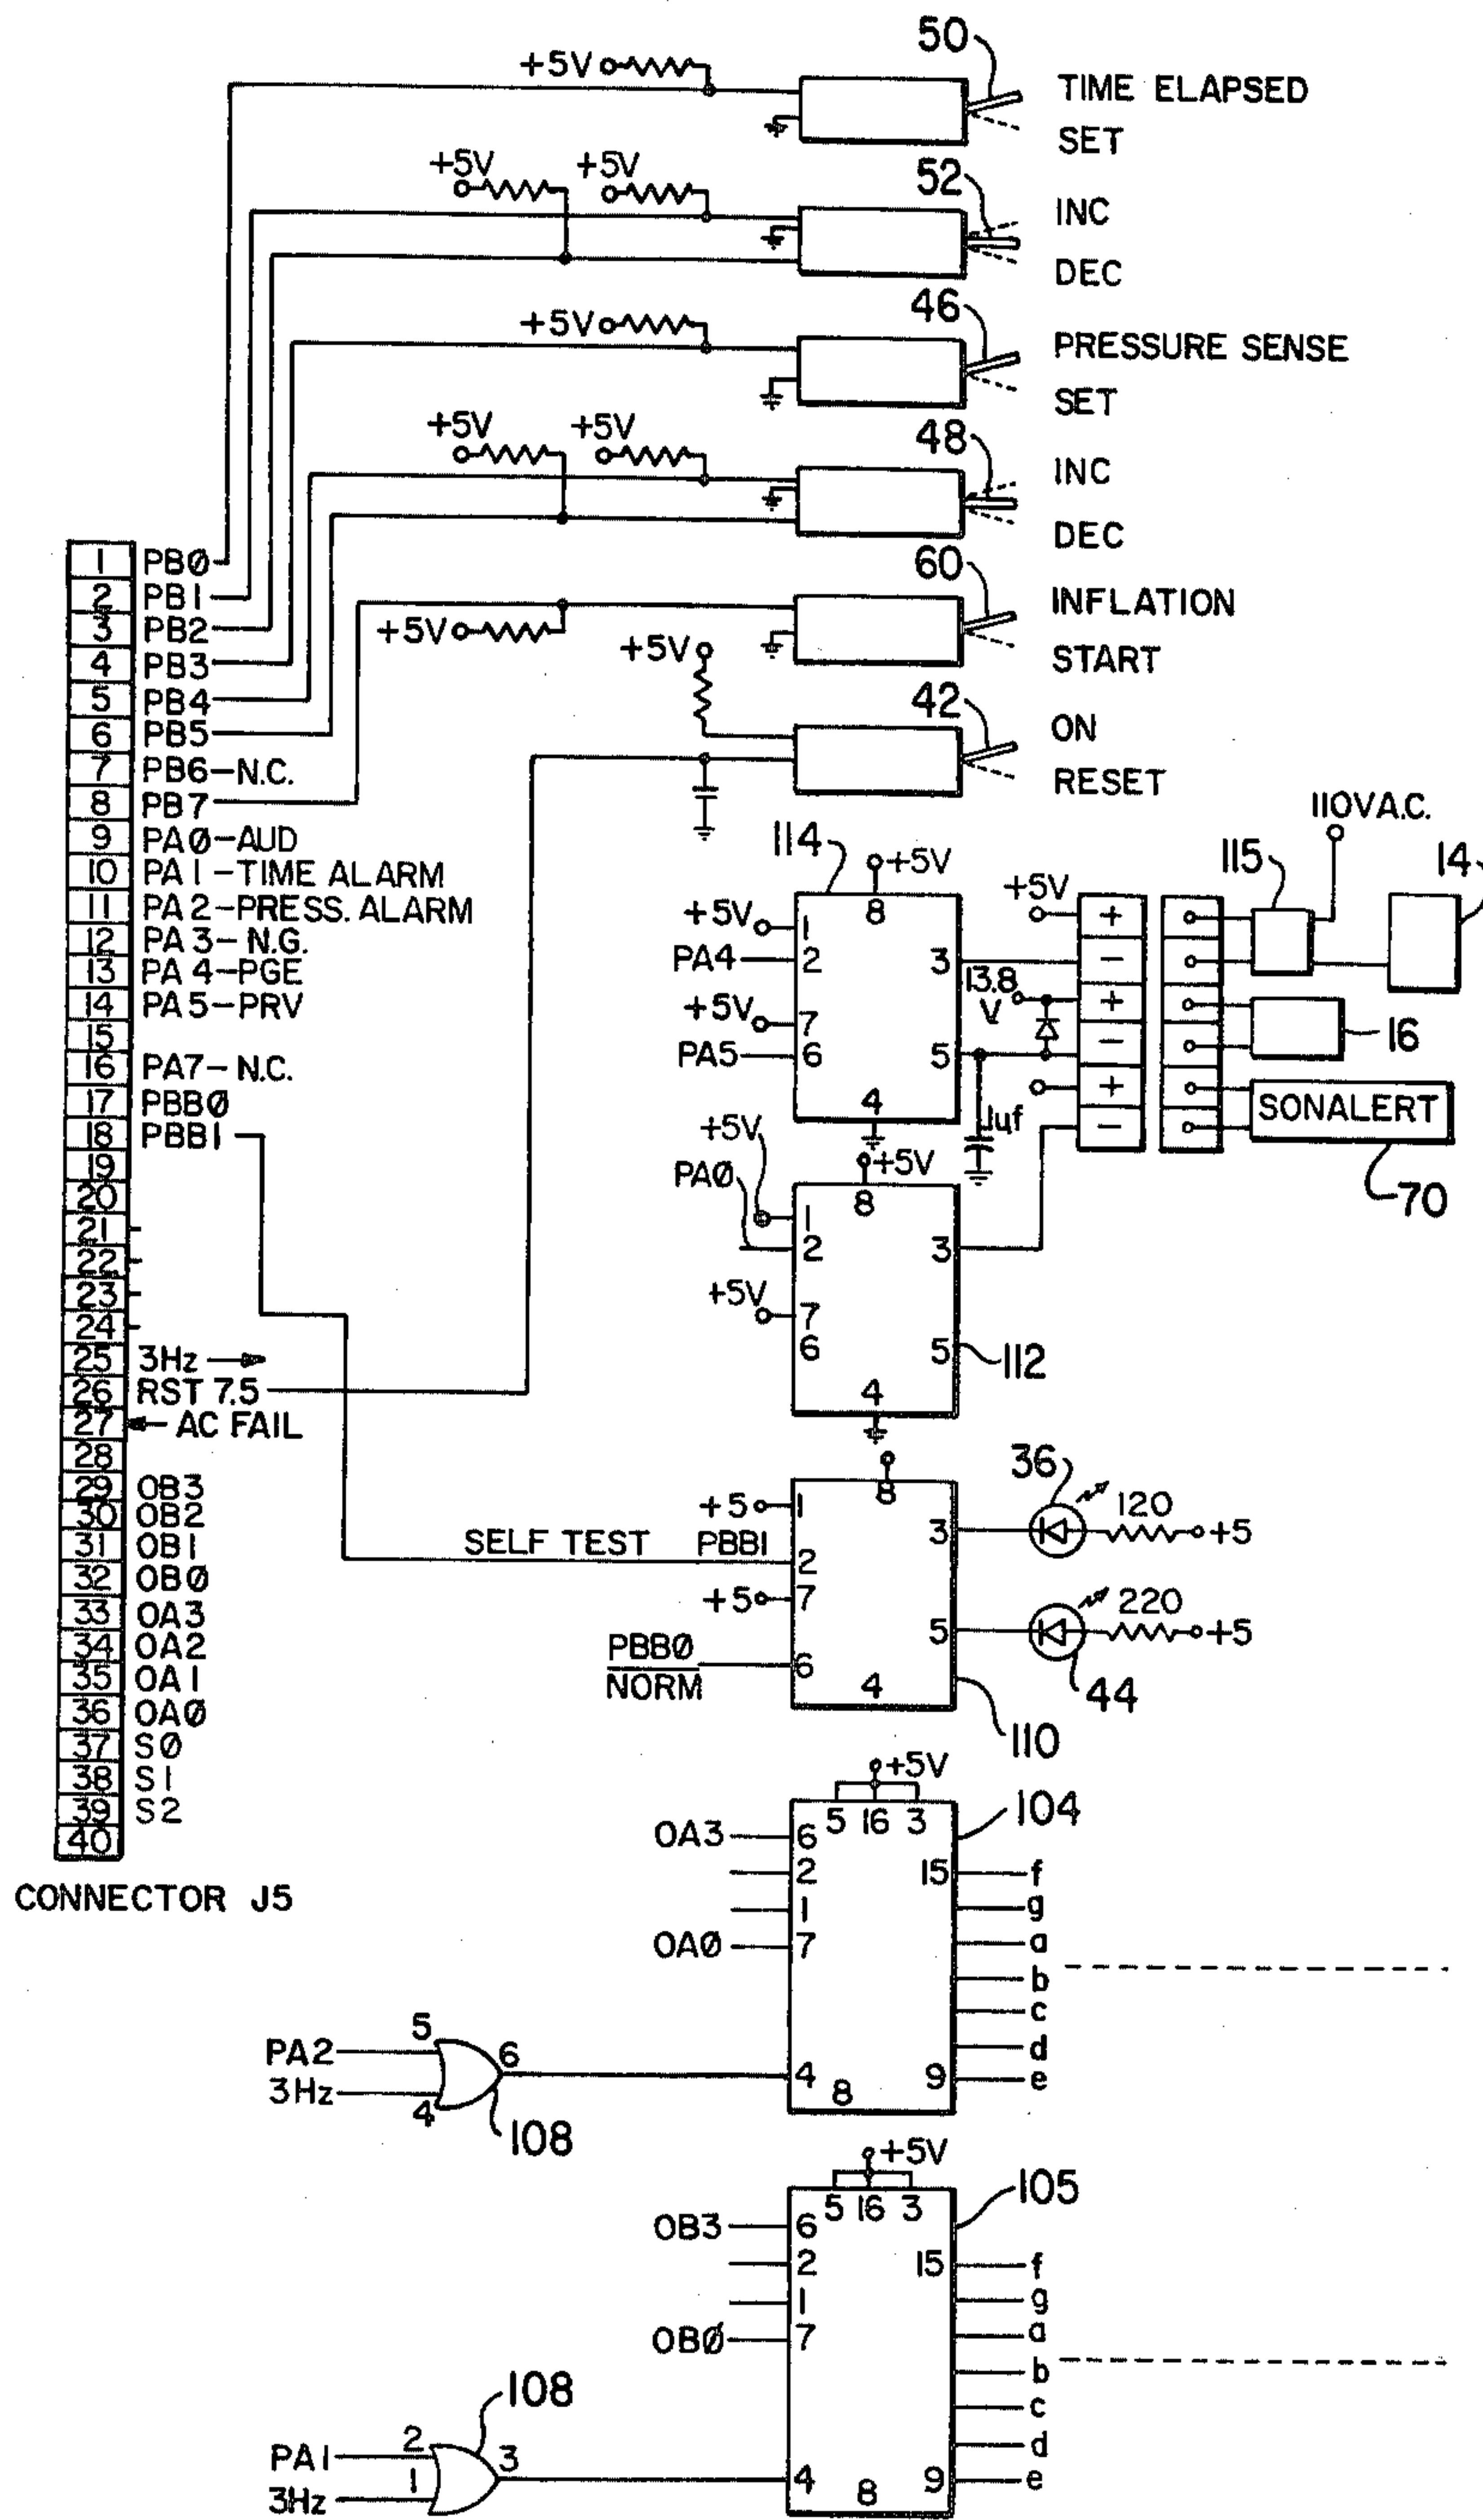 50
+5V
TIME ELAPSED
SET
+5V
+5V
52
INC
DEC
46
+5V
PRESSURE SENSE
SET
+5V
+5V
48
INC
DEC
60
+5V
INFLATION
START
+5V
42
ON
RESET
1 PBØ
2 PB1
3 PB2
4 PB3
5 PB4
6 PB5
7 PB6-N.C.
8 PB7
9 PAØ-AUD
10 PA1-TIME ALARM
11 PA2-PRESS. ALARM
12 PA3-N.G.
13 PA4-PGE
14 PA5-PRV
15
16 PA7-N.C.
17 PBBØ
18 PBB1
19
20
21
22
23
24
25 3Hz
26 RST 7.5
27 AC FAIL
28
29 OB3
30 OB2
31 OB1
32 OBØ
33 OA3
34 OA2
35 OA1
36 OAØ
37 SØ
38 S1
39 S2
40
CONNECTOR J5
114
+5V
8
+5V 1
PA4 2
3
+5V 7
PA5 6
5
4
110V A.C.
115
14
+5V
+
-
13.8
V
+
-
+
-
.1uf
16
SONALERT
70
+5V
+5V
8
PAØ
1
2
3
+5V
7
6
5
112
4
8
+5 1
SELF TEST PBB1
2
+5 7
PBBØ
NORM
6
4
3
36
120
+5
5
220
+5
44
110
+5V
5 16 3
104
OA3 6
2
1
OAØ 7
15 f
g
a
b
c
d
9 e
PA2 5
3Hz 4
6
108
4
8
+5V
5 16 3
105
OB3 6
2
1
OBØ 7
15 f
g
a
b
c
d
9 e
108
PA1 2
3Hz 1
3
4
8